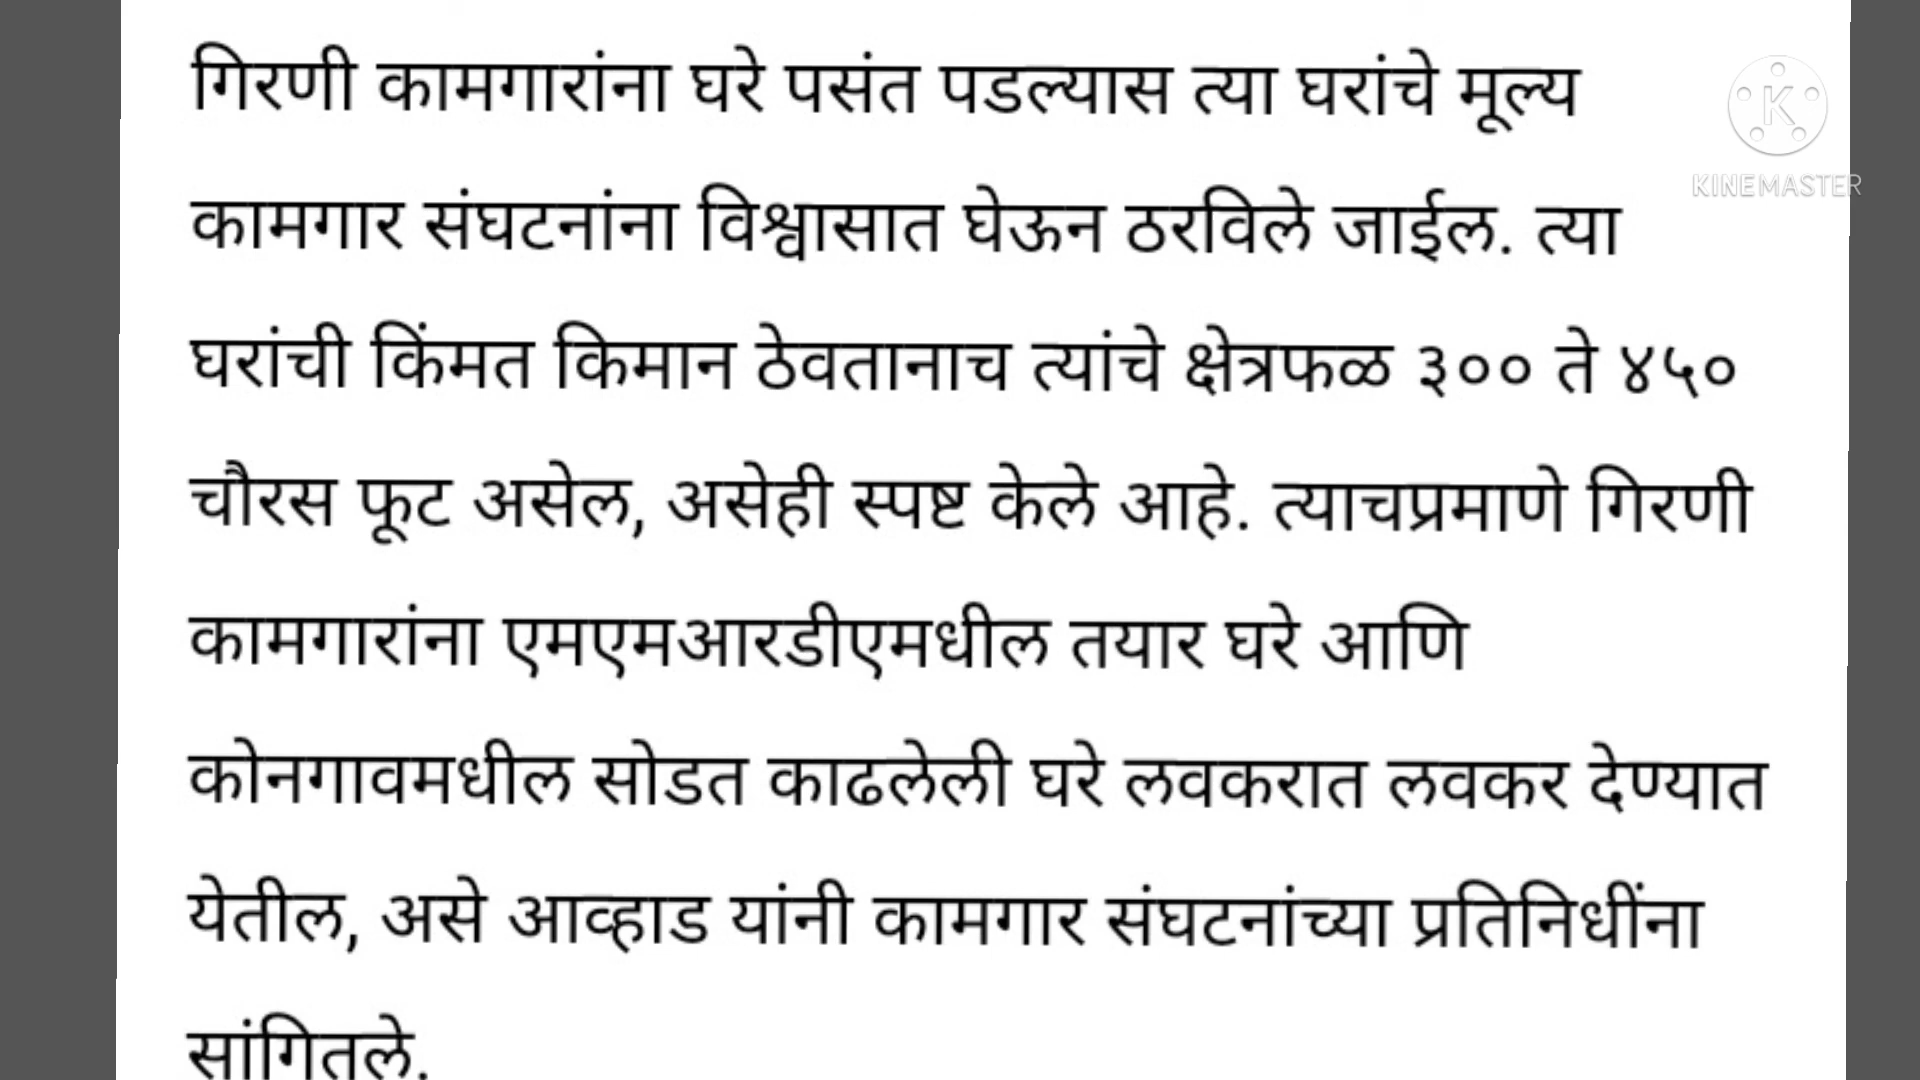 गिरणी कामगारांना घरे पसंत पडल्यास त्या घरांचे मूल्य
कामगार संघटनांना विश्वासात घेऊन ठरविले जाईल. त्या
घरांची किंमत किमान ठेवतानाच त्यांचे क्षेत्रफळ ३०० ते ४५०
चौरस फूट असेल, असेही स्पष्ट केले आहे. त्याचप्रमाणे गिरणी
कामगारांना एमएमआरडीएमधील तयार घरे आणि
कोनगावमधील सोडत काढलेली घरे लवकरात लवकर देण्यात
येतील, असे आव्हाड यांनी कामगार संघटनांच्या प्रतिनिधींना
सांगितले.
K
KINEMASTER